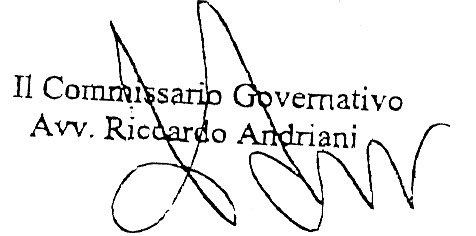 Il Commissario Governativo
Avv. Riccardo Andriani